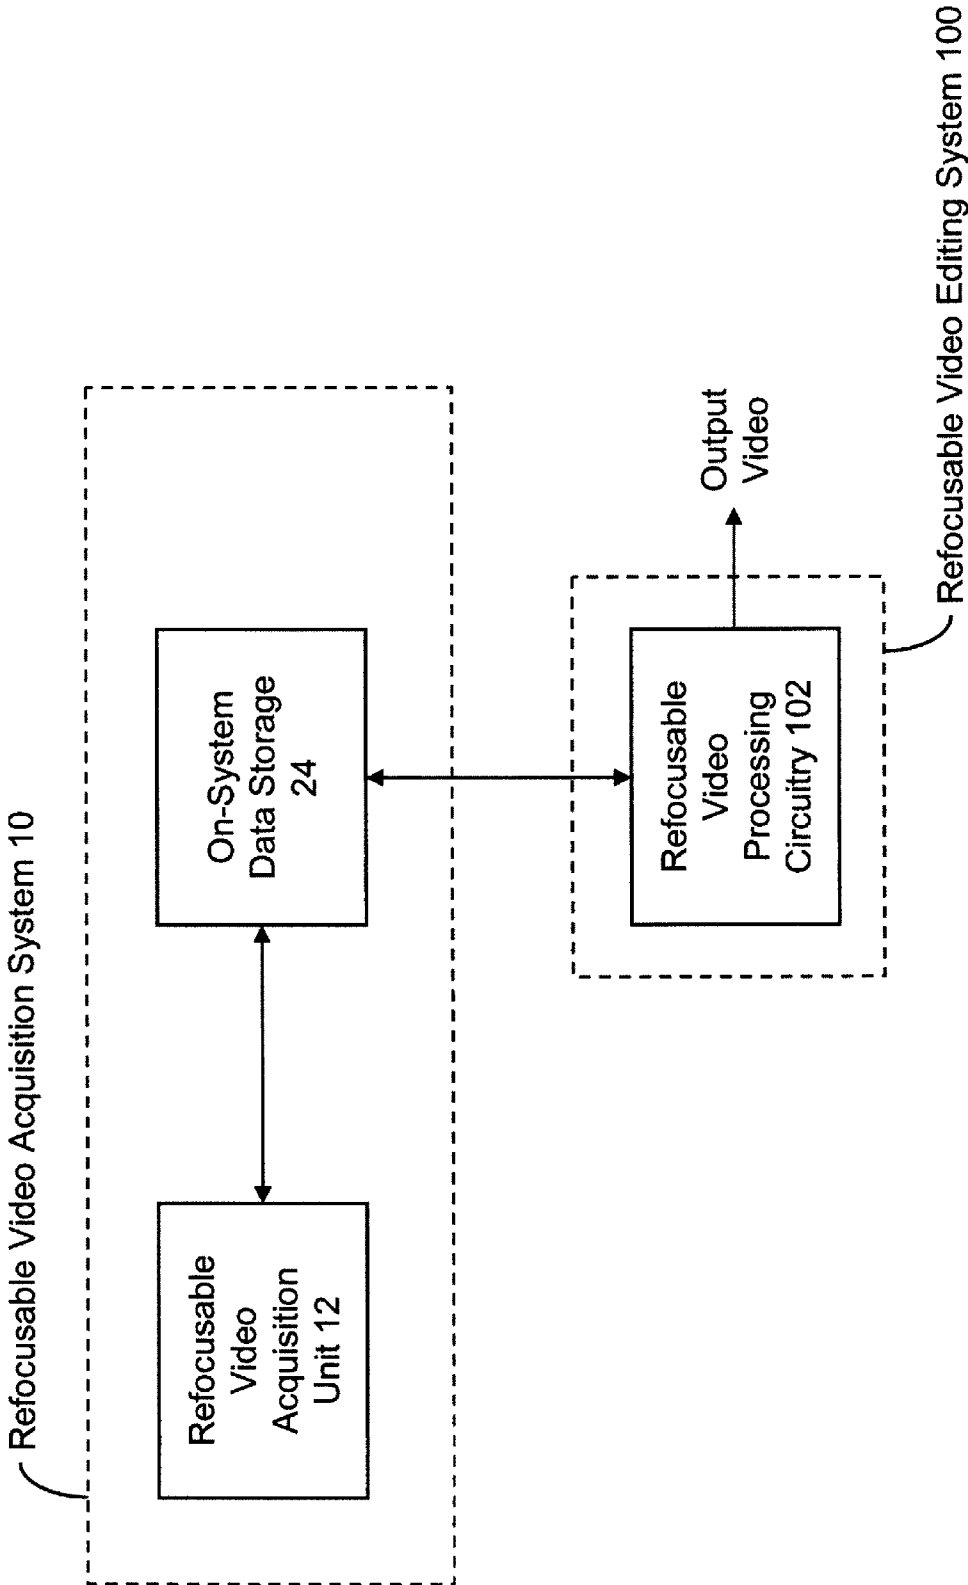 Refocusable Video Acquisition System 10
Refocusable
Video
Acquisition
Unit 12
On-System
Data Storage
24
Refocusable
Video
Processing
Circuitry 102
Output
Video
Refocusable Video Editing System 100